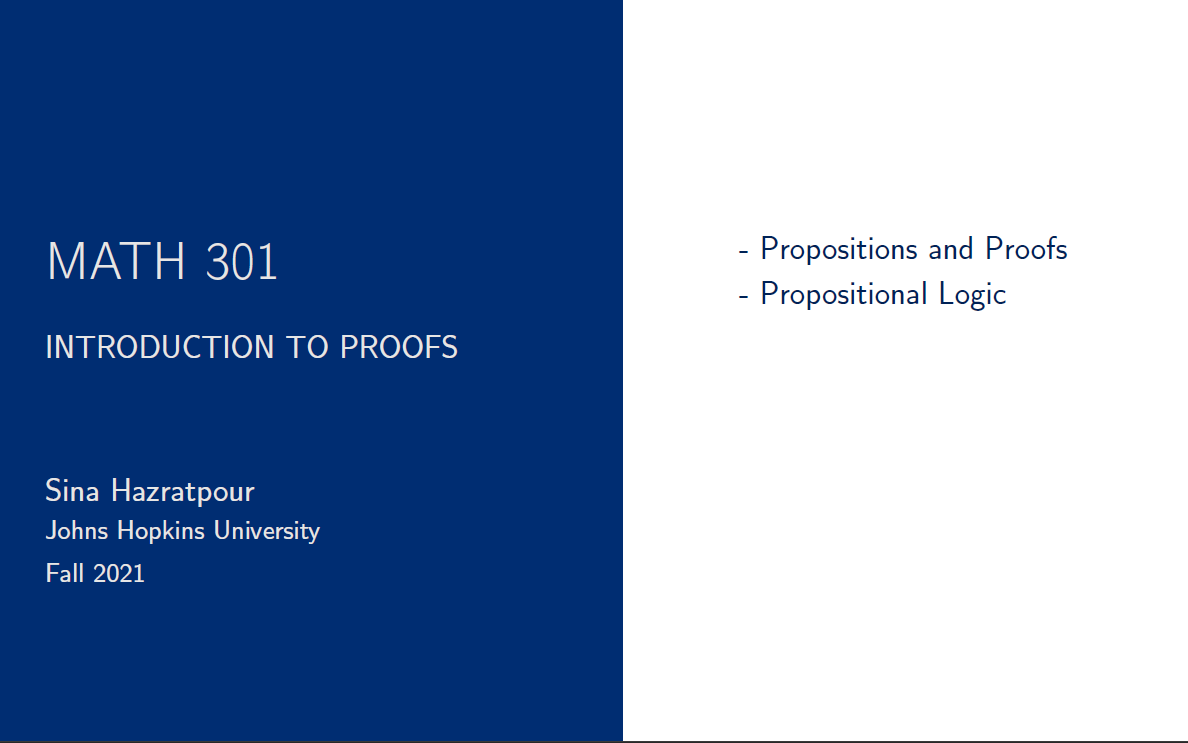 MATH 301
INTRODUCTION TO PROOFS
Sina Hazratpour
Johns Hopkins University
Fall 2021
- Propositions and Proofs
- Propositional Logic